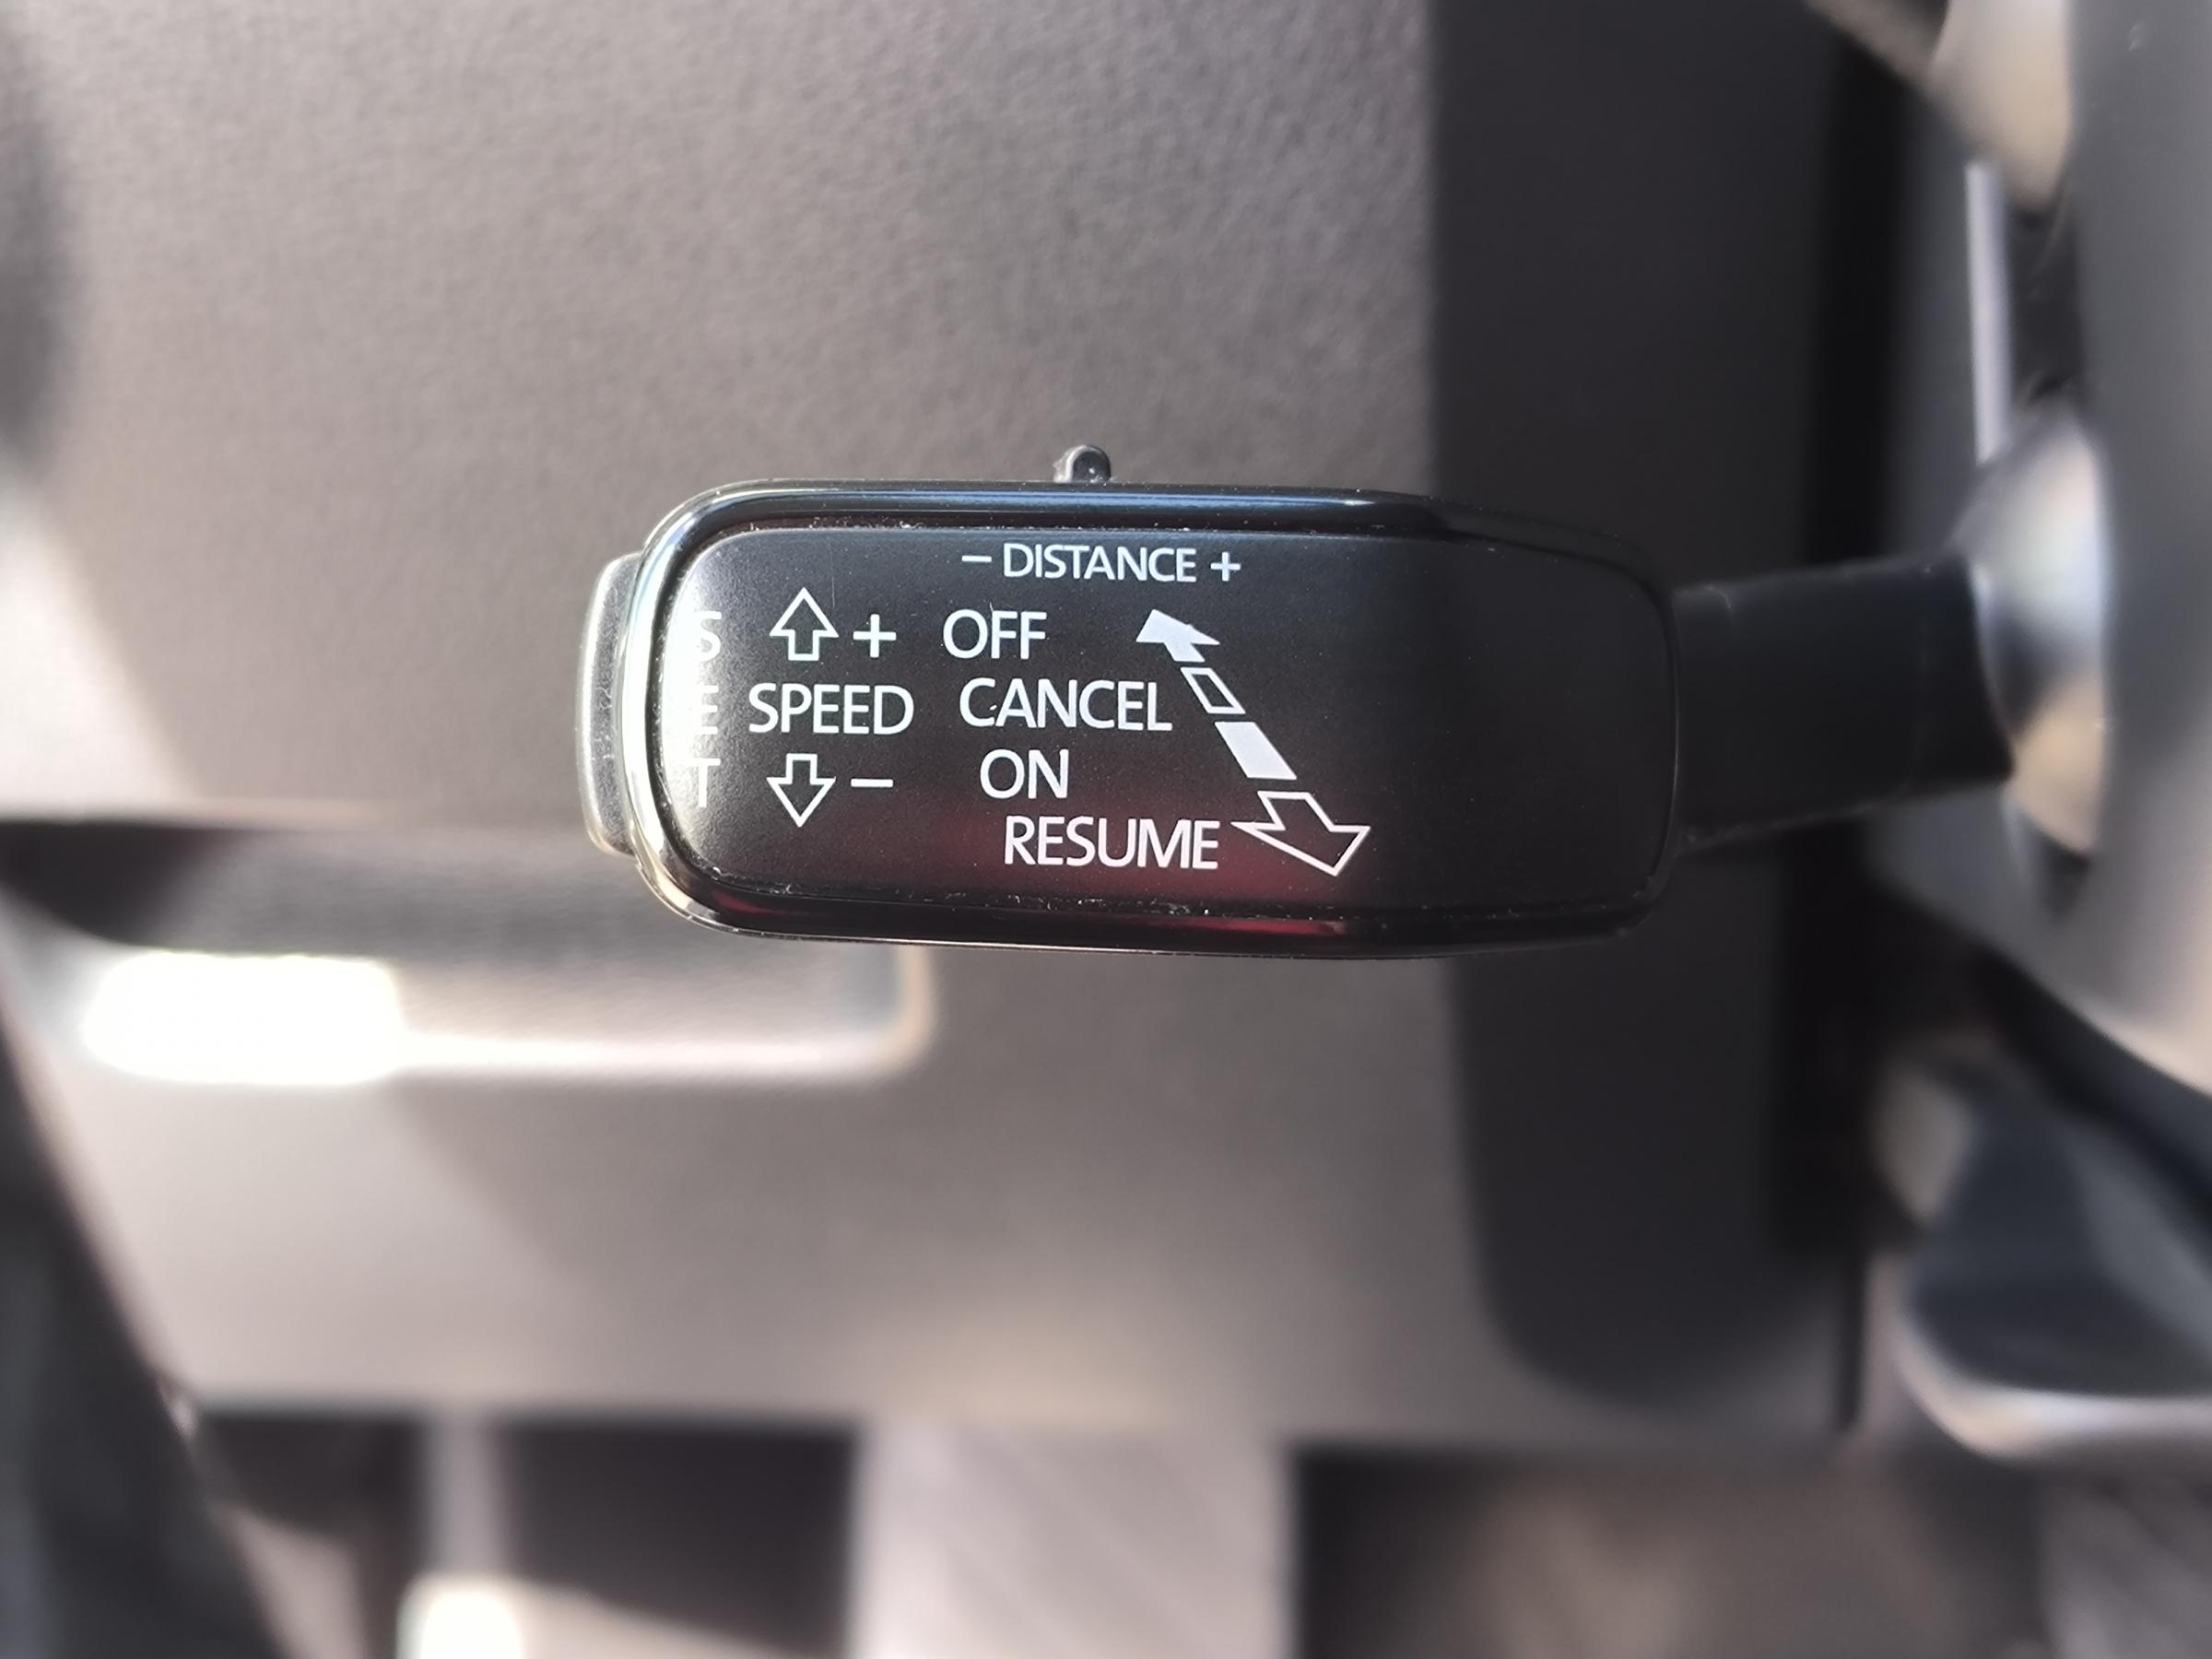 – DISTANCE +
S + OFF
E SPEED CANCEL
T – ON
RESUME